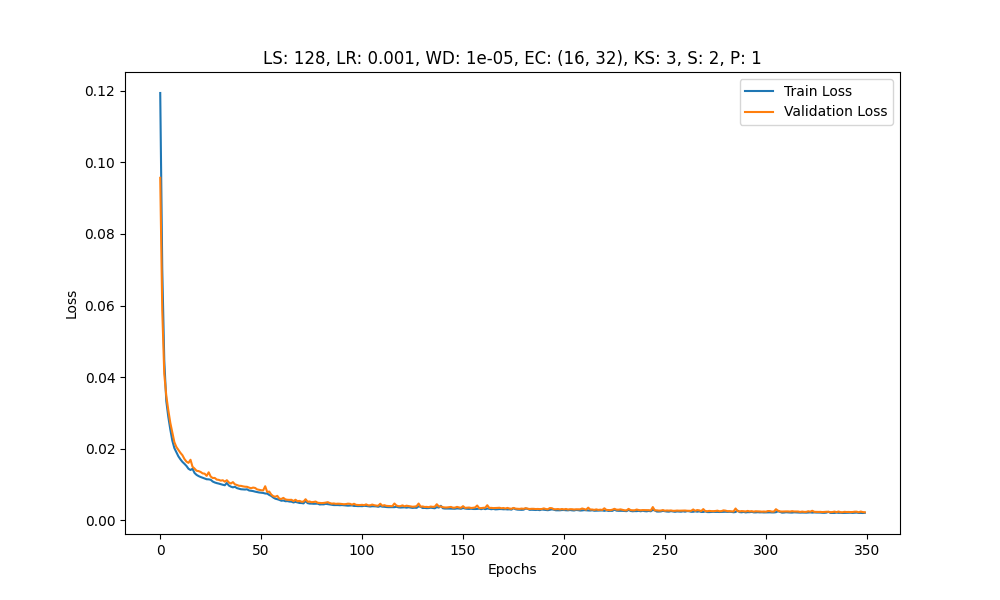 LS: 128, LR: 0.001, WD: 1e-05, EC: (16, 32), KS: 3, S: 2, P: 1
Train Loss
Validation Loss
0.12
0.10
0.08
0.06
0.04
0.02
0.00
Loss
0 50 100 150 200 250 300 350
Epochs